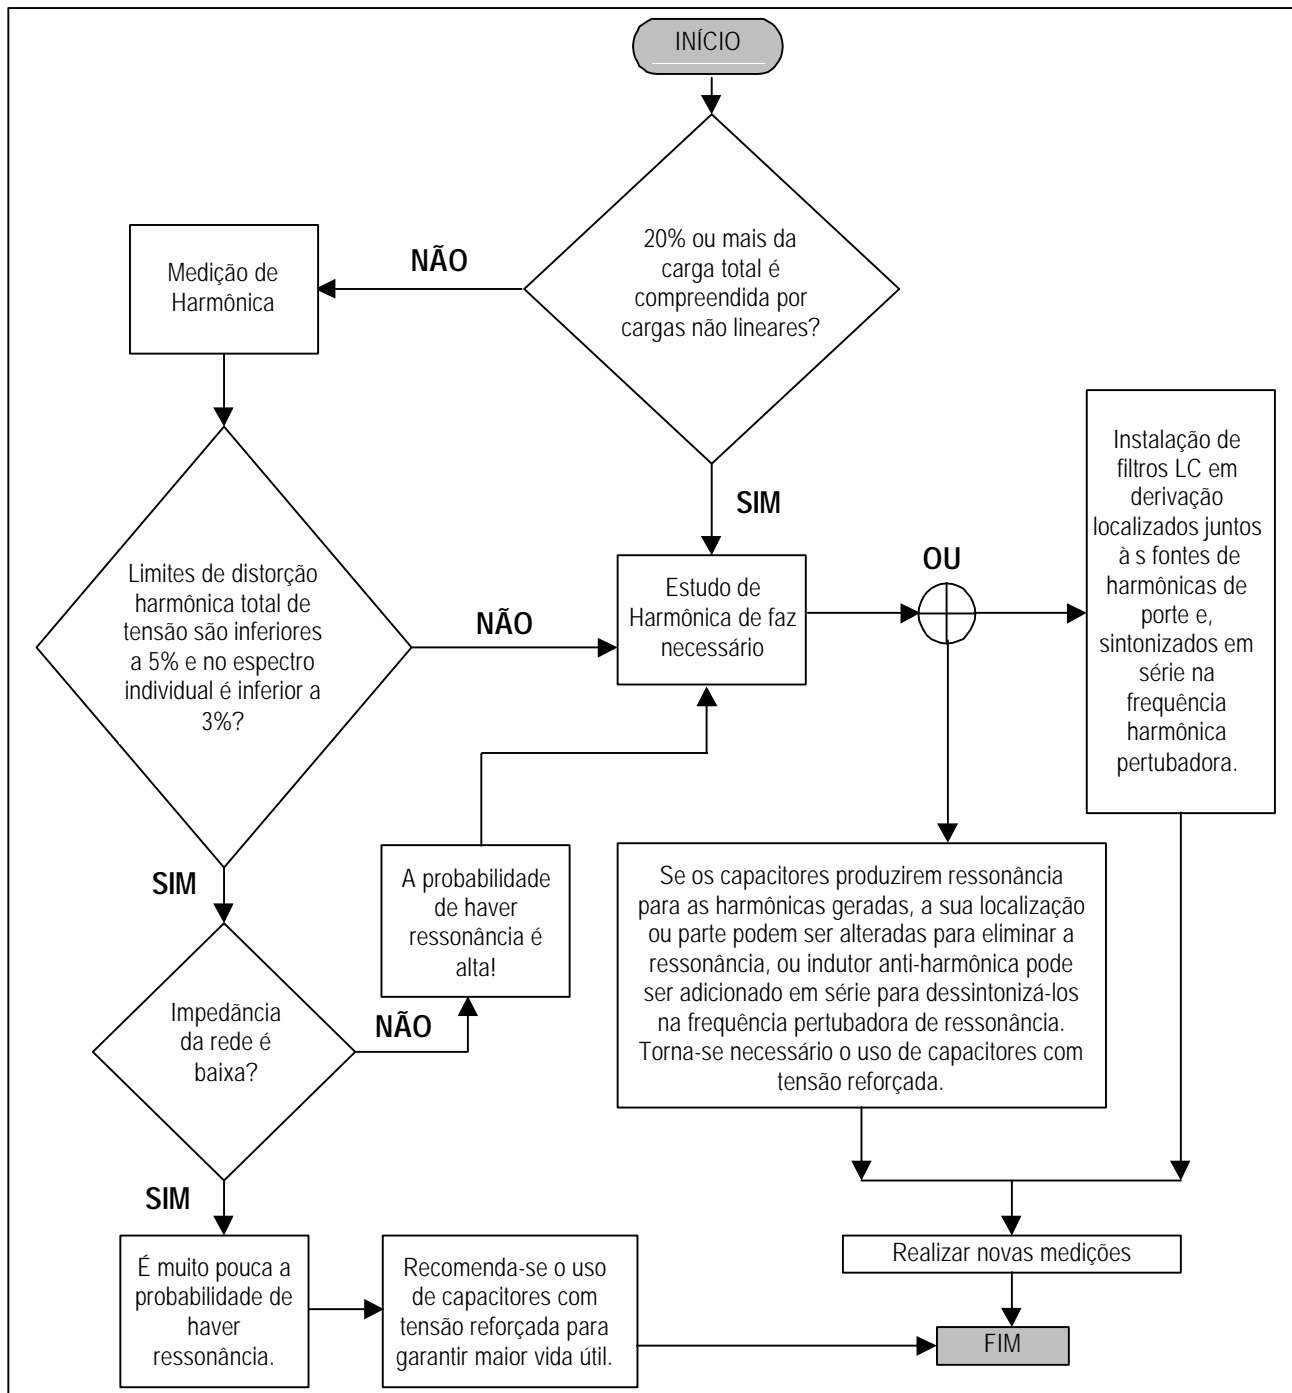 INÍCIO
20% ou mais da
carga total é
compreendida por
cargas não lineares?
NÃO
Medição de
Harmônica
SIM
Limites de distorção
harmônica total de
tensão são inferiores
a 5% e no espectro
individual é inferior a
3%?
NÃO
Estudo de
Harmônica de faz
necessário
OU
Instalação de
filtros LC em
derivação
localizados juntos
à s fontes de
harmônicas de
porte e,
sintonizados em
série na
frequência
harmônica
pertubadora.
SIM
A probabilidade
de haver
ressonância é
alta!
Se os capacitores produzirem ressonância
para as harmônicas geradas, a sua localização
ou parte podem ser alteradas para eliminar a
ressonância, ou indutor anti-harmônica pode
ser adicionado em série para dessintonizá-los
na frequência pertubadora de ressonância.
Torna-se necessário o uso de capacitores com
tensão reforçada.
Impedância
da rede é
baixa?
NÃO
SIM
É muito pouca a
probabilidade de
haver
ressonância.
Recomenda-se o uso
de capacitores com
tensão reforçada para
garantir maior vida útil.
Realizar novas medições
FIM